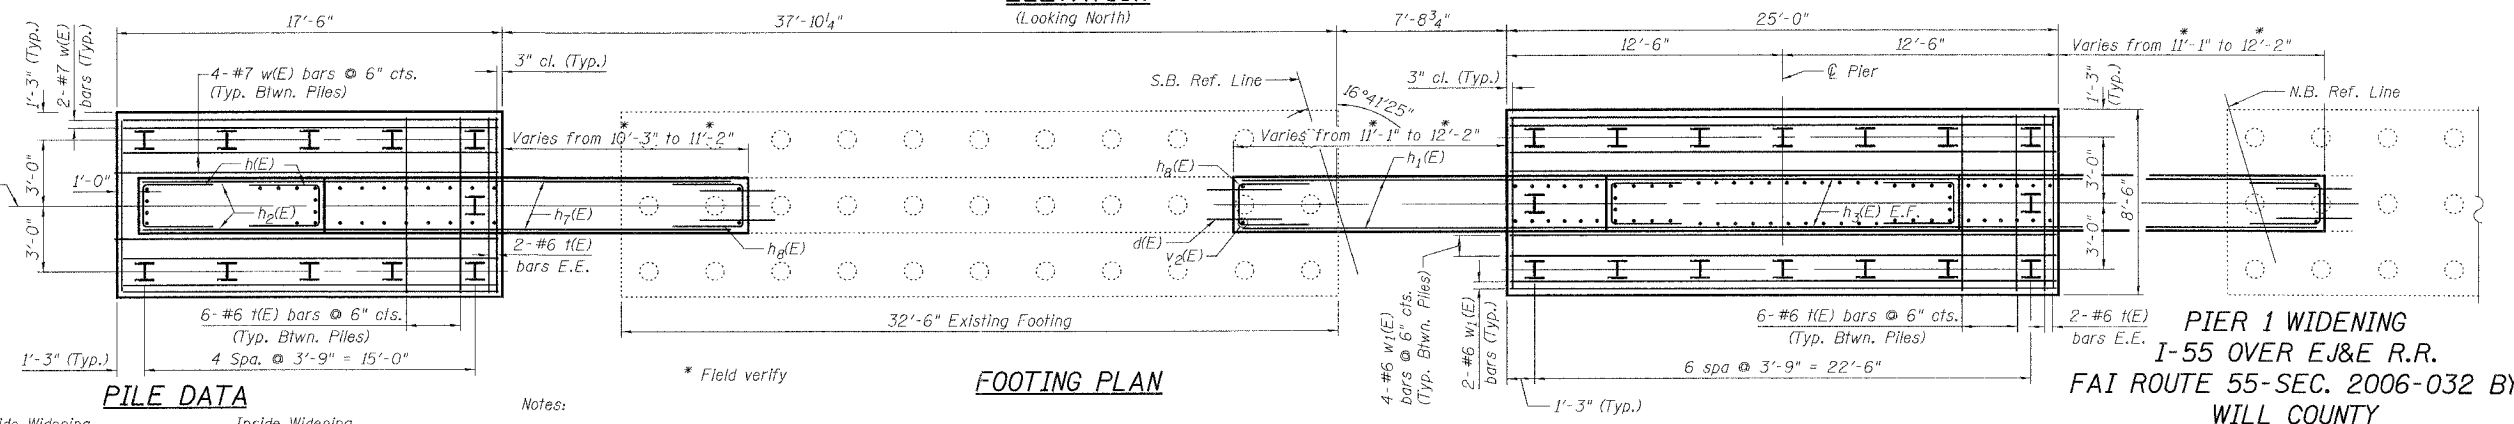 (Looking North)
17'-6"
37'-10¼"
7'-8¾"
25'-0"
12'-6"
12'-6"
*
*
Varies from 11'-1" to 12'-2"
1'-3" (Typ.)
2-#7 w(E)
bars (Typ.)
4-#7 w(E) bars @ 6" cts.
(Typ. Btwn. Piles)
3" cl. (Typ.)
S.B. Ref. Line
16°41'25"
3" cl. (Typ.)
℄ Pier
1'-3"
(Typ.)
N.B. Ref. Line
*
*
Varies from 10'-3" to 11'-2"
*
*
Varies from 11'-1" to 12'-2"
h(E)
h2(E)
h7(E)
h8(E)
h8(E)
h1(E)
h3(E) E.F.
d(E)
v2(E)
1'-0"
3'-0"
3'-0"
3'-0"
3'-0"
8'-6"
2-#6 t(E)
bars E.E.
6-#6 t(E) bars @ 6" cts.
(Typ. Btwn. Piles)
1'-3" (Typ.)
4 Spa. @ 3'-9" = 15'-0"
32'-6" Existing Footing
* Field verify
4-#6 w1(E)
bars @ 6" cts.
(Typ. Btwn. Piles)
2-#6 w1(E)
bars (Typ.)
6-#6 t(E) bars @ 6" cts.
(Typ. Btwn. Piles)
2-#6 t(E)
bars E.E.
6 spa @ 3'-9" = 22'-6"
1'-3" (Typ.)
PILE DATA
FOOTING PLAN
Notes:
Widening
Inside Widening
PIER 1 WIDENING
I-55 OVER EJ&E R.R.
FAI ROUTE 55-SEC. 2006-032 BY
WILL COUNTY